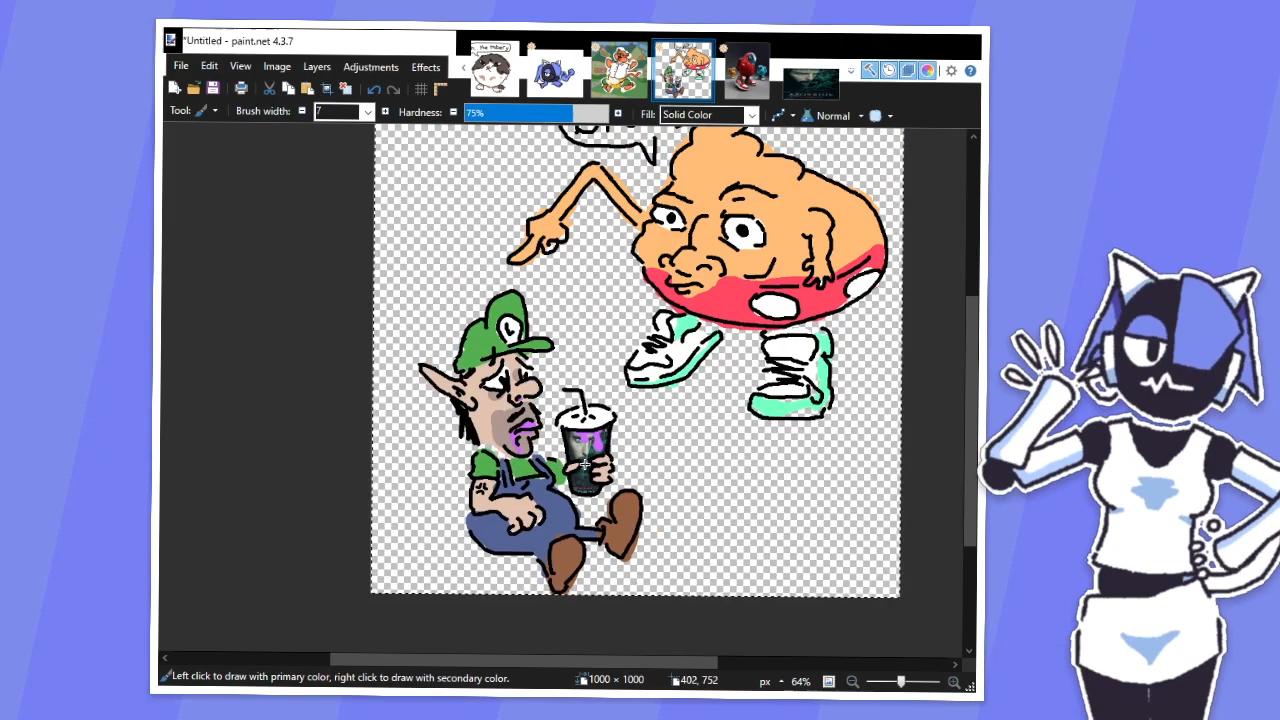 *Untitled - paint.net 4.3.7
File Edit View Image Layers Adjustments Effects
Tool: Brush width: 7 Hardness: 75% Fill: Solid Color Normal
L
Left click to draw with primary color, right click to draw with secondary color.
1000 × 1000
402, 752
px
64%